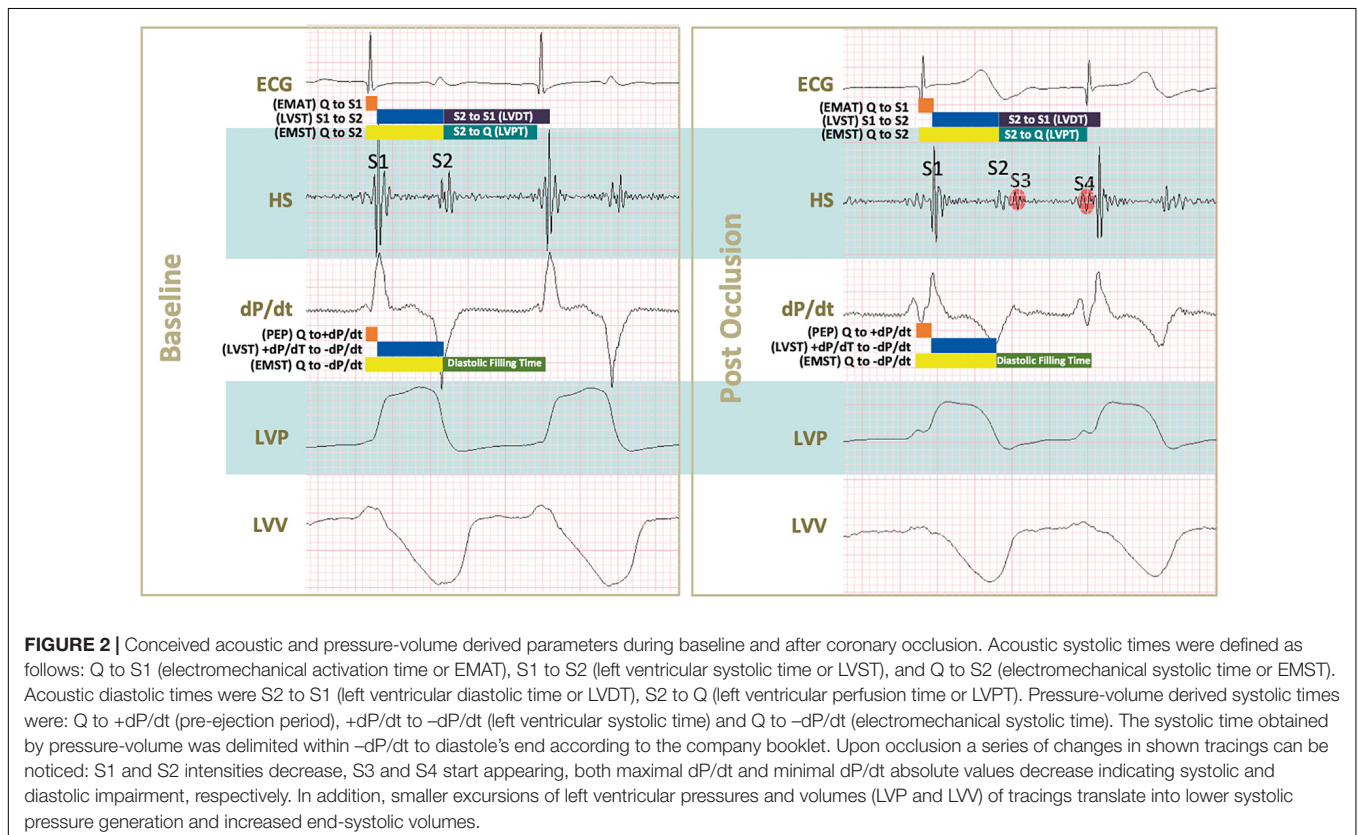 Baseline
ECG
(EMAT) Q to S1
(LVST) S1 to S2
S2 to S1 (LVDT)
(EMST) Q to S2
S2 to Q (LVPT)
S1
S2
HS
dP/dt
(PEP) Q to+dP/dt
(LVST) +dP/dT to -dP/dt
(EMST) Q to -dP/dt
Diastolic Filling Time
LVP
LVV
Post Occlusion
ECG
(EMAT) Q to S1
(LVST) S1 to S2
S2 to S1 (LVDT)
(EMST) Q to S2
S2 to Q (LVPT)
S1
S2
S3
S4
HS
dP/dt
(PEP) Q to +dP/dt
(LVST) +dP/dT to -dP/dt
(EMST) Q to -dP/dt
Diastolic Filling Time
LVP
LVV
FIGURE 2 | Conceived acoustic and pressure-volume derived parameters during baseline and after coronary occlusion. Acoustic systolic times were defined as
follows: Q to S1 (electromechanical activation time or EMAT), S1 to S2 (left ventricular systolic time or LVST), and Q to S2 (electromechanical systolic time or EMST).
Acoustic diastolic times were S2 to S1 (left ventricular diastolic time or LVDT), S2 to Q (left ventricular perfusion time or LVPT). Pressure-volume derived systolic times
were: Q to +dP/dt (pre-ejection period), +dP/dt to –dP/dt (left ventricular systolic time) and Q to –dP/dt (electromechanical systolic time). The systolic time obtained
by pressure-volume was delimited within –dP/dt to diastole's end according to the company booklet. Upon occlusion a series of changes in shown tracings can be
noticed: S1 and S2 intensities decrease, S3 and S4 start appearing, both maximal dP/dt and minimal dP/dt absolute values decrease indicating systolic and
diastolic impairment, respectively. In addition, smaller excursions of left ventricular pressures and volumes (LVP and LVV) of tracings translate into lower systolic
pressure generation and increased end-systolic volumes.